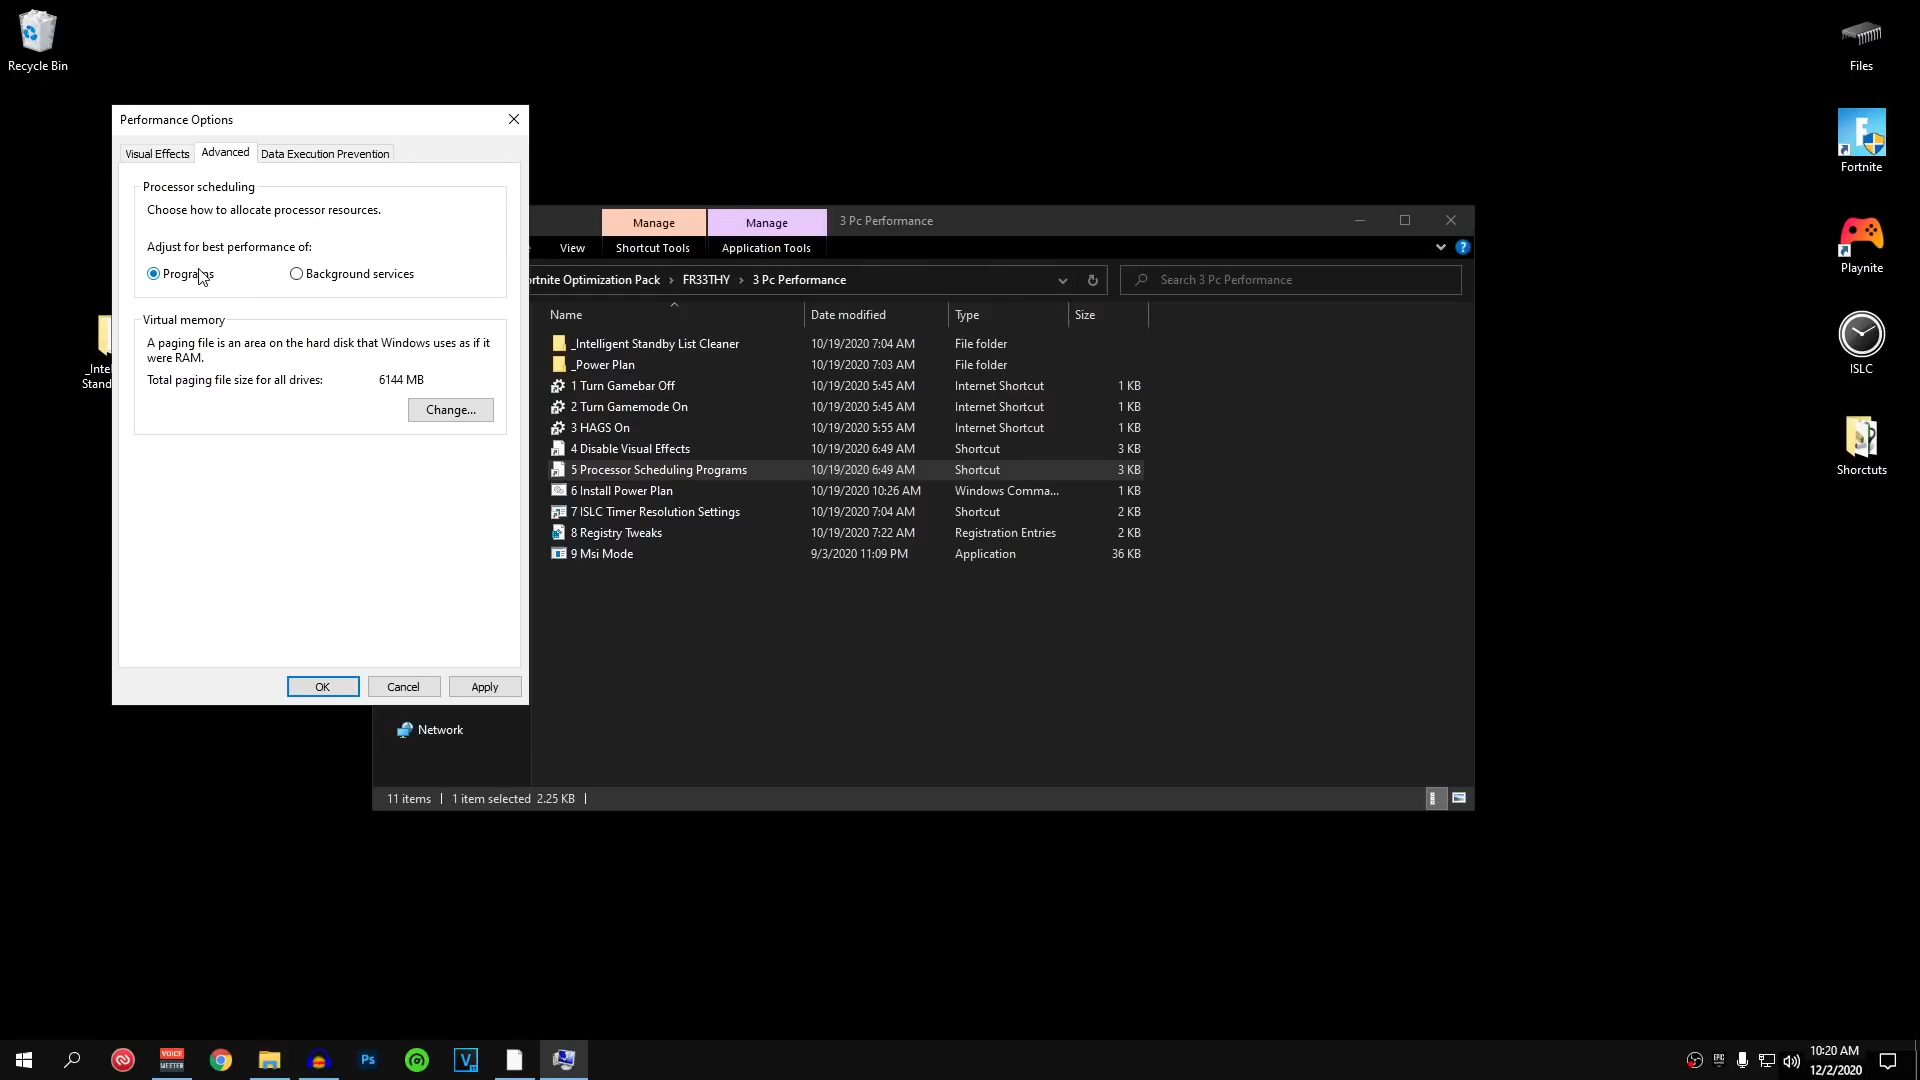 Recycle Bin
Files
Fortnite
Playnite
ISLC
Shorctuts
_Inte
Stand
Performance Options
Visual Effects
Advanced
Data Execution Prevention
Processor scheduling
Choose how to allocate processor resources.
Adjust for best performance of:
Programs
Background services
Virtual memory
A paging file is an area on the hard disk that Windows uses as if it
were RAM.
Total paging file size for all drives: 6144 MB
Change...
OK
Cancel
Apply
Manage
Manage
3 Pc Performance
View
Shortcut Tools
Application Tools
ortnite Optimization Pack › FR33THY › 3 Pc Performance
Search 3 Pc Performance
Name Date modified Type Size
_Intelligent Standby List Cleaner 10/19/2020 7:04 AM File folder
_Power Plan 10/19/2020 7:03 AM File folder
1 Turn Gamebar Off 10/19/2020 5:45 AM Internet Shortcut 1 KB
2 Turn Gamemode On 10/19/2020 5:45 AM Internet Shortcut 1 KB
3 HAGS On 10/19/2020 5:55 AM Internet Shortcut 1 KB
4 Disable Visual Effects 10/19/2020 6:49 AM Shortcut 3 KB
5 Processor Scheduling Programs 10/19/2020 6:49 AM Shortcut 3 KB
6 Install Power Plan 10/19/2020 10:26 AM Windows Comma... 1 KB
7 ISLC Timer Resolution Settings 10/19/2020 7:04 AM Shortcut 2 KB
8 Registry Tweaks 10/19/2020 7:22 AM Registration Entries 2 KB
9 Msi Mode 9/3/2020 11:09 PM Application 36 KB
Network
11 items
1 item selected 2.25 KB
VOICE
MEETER
Ps
V
EPIC
10:20 AM
12/2/2020